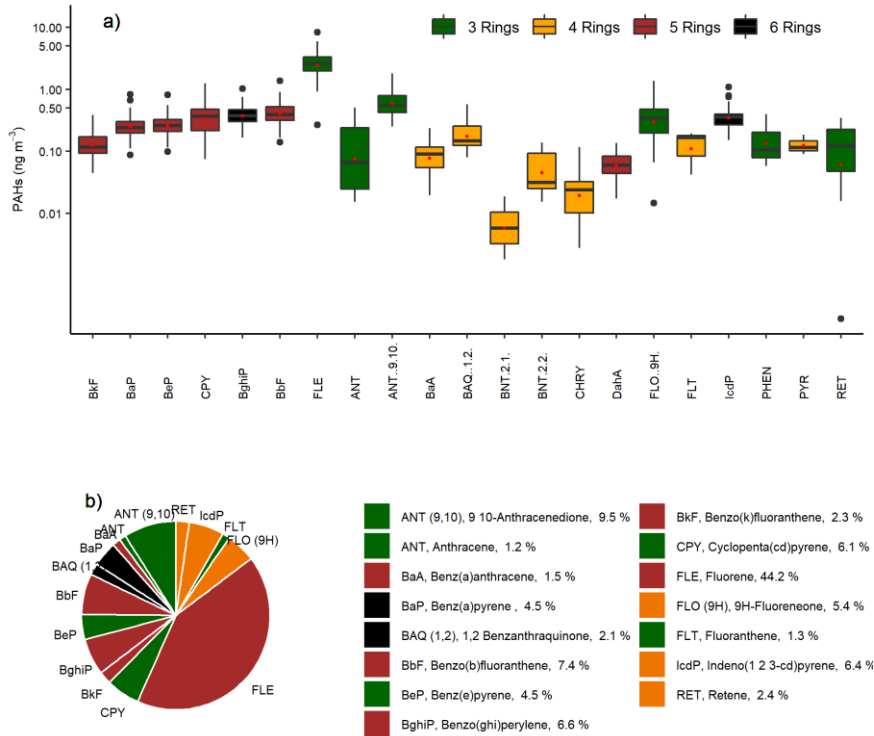 a)
3 Rings 4 Rings 5 Rings 6 Rings
PAHs (ng m⁻³)
10.00
5.00
1.00
0.50
0.10
0.01
BkF
BaP
BeP
CPY
BghiP
BbF
FLE
ANT
ANT..9.10.
BaA
BAQ..1.2.
BNT.2.1.
BNT.2.2.
CHRY
DahA
FLO..9H.
FLT
IcdP
PHEN
PYR
RET
b)
ANT (9,10)
RET
IcdP
FLT
FLO (9H)
ANT
BaA
BaP
BAQ (1,2
BbF
BeP
BghiP
BkF
CPY
FLE
ANT (9,10), 9 10-Anthracenedione, 9.5 %
ANT, Anthracene, 1.2 %
BaA, Benz(a)anthracene, 1.5 %
BaP, Benz(a)pyrene , 4.5 %
BAQ (1,2), 1,2 Benzanthraquinone, 2.1 %
BbF, Benzo(b)fluoranthene, 7.4 %
BeP, Benz(e)pyrene, 4.5 %
BghiP, Benzo(ghi)perylene, 6.6 %
BkF, Benzo(k)fluoranthene, 2.3 %
CPY, Cyclopenta(cd)pyrene, 6.1 %
FLE, Fluorene, 44.2 %
FLO (9H), 9H-Fluoreneone, 5.4 %
FLT, Fluoranthene, 1.3 %
IcdP, Indeno(1 2 3-cd)pyrene, 6.4 %
RET, Retene, 2.4 %